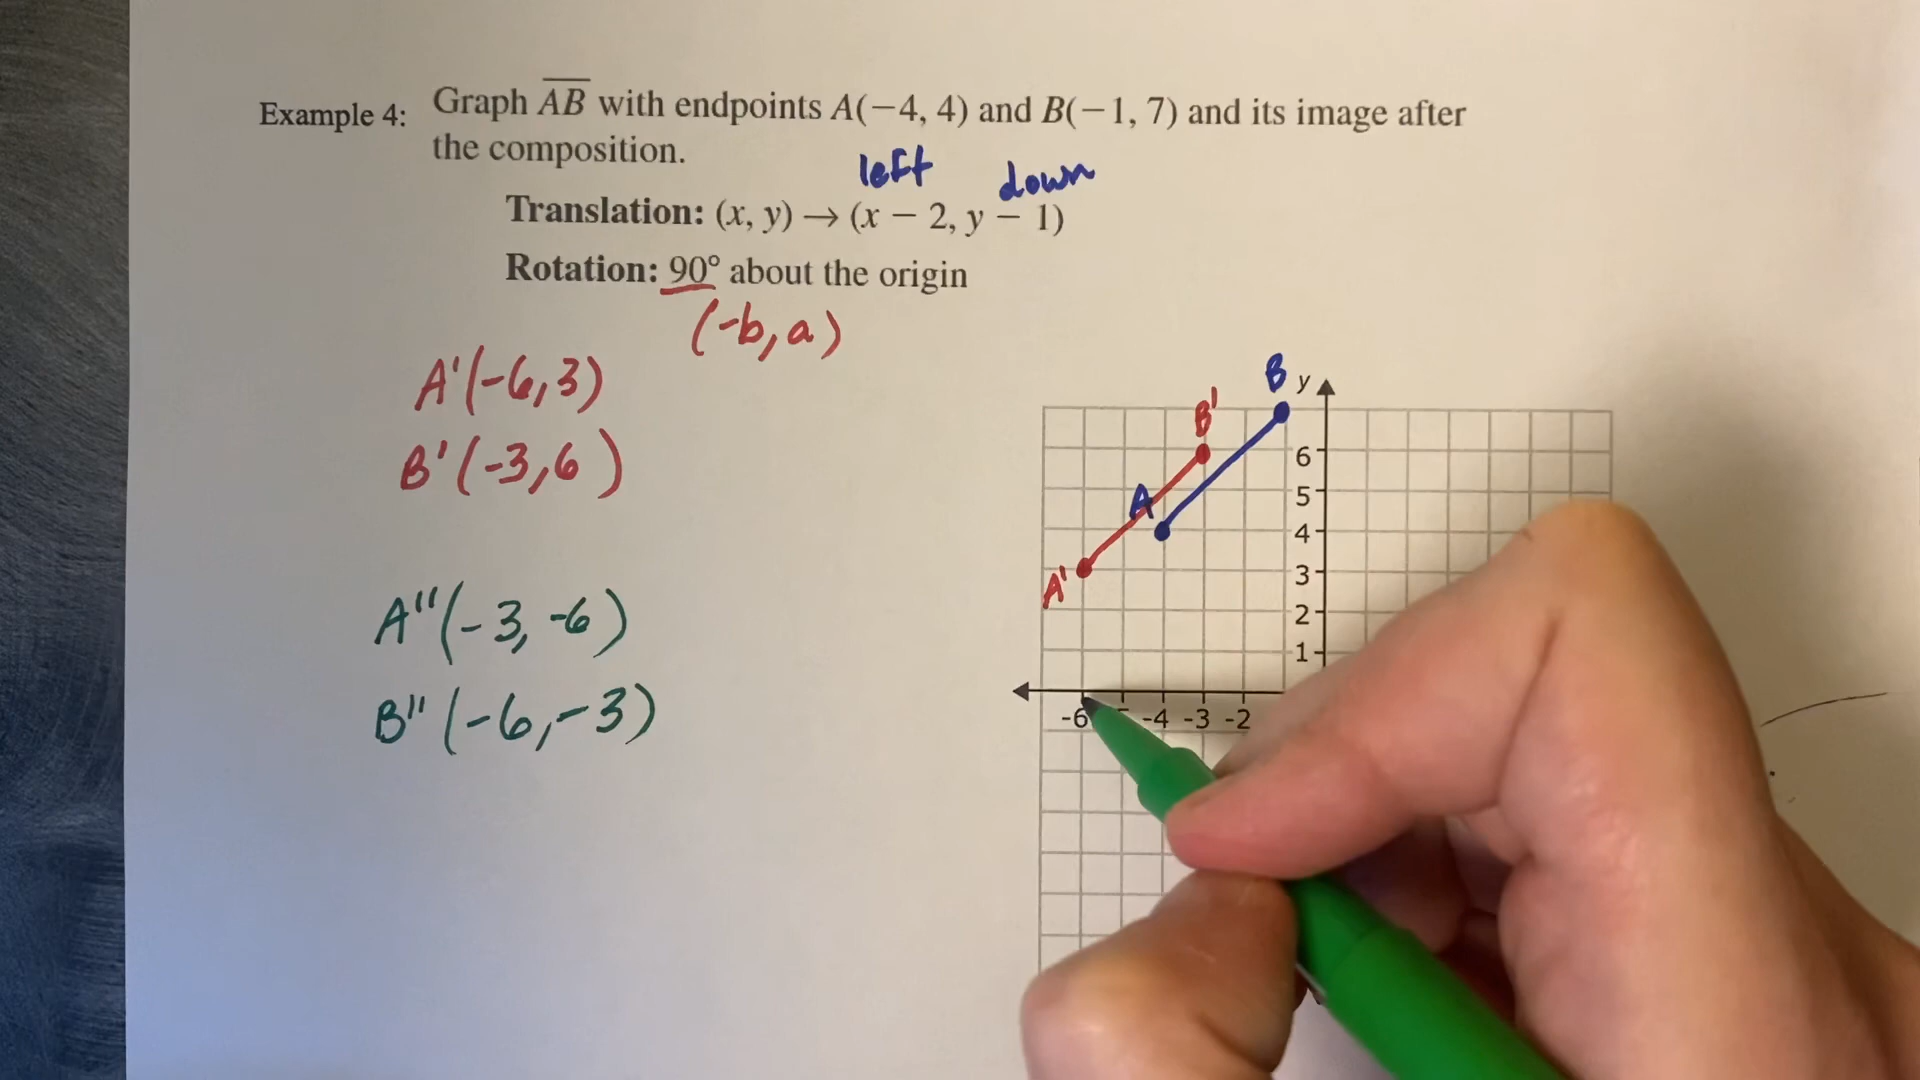 Example 4: Graph AB with endpoints A(−4, 4) and B(−1, 7) and its image after
the composition.
left down
Translation: (x, y) → (x − 2, y − 1)
Rotation: 90° about the origin
(-b, a)
A'(-6,3)
B'(-3,6)
A''(-3, -6)
B''(-6, -3)
B y
B'
6
A 5
4
A' 3
2
1
-6 -4 -3 -2